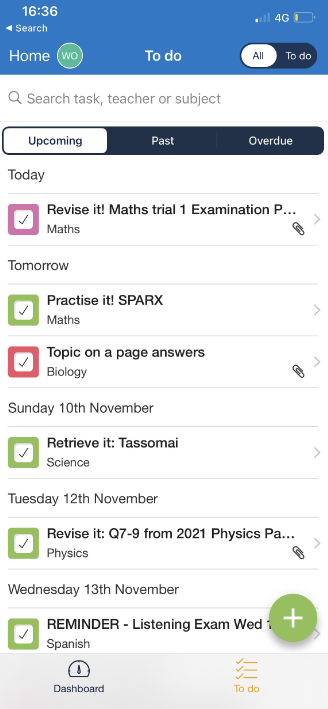 16:36
4G
◀ Search
Home WO To do All To do
Search task, teacher or subject
Upcoming Past Overdue
Today
Revise it! Maths trial 1 Examination P...
Maths
Tomorrow
Practise it! SPARX
Maths
Topic on a page answers
Biology
Sunday 10th November
Retrieve it: Tassomai
Science
Tuesday 12th November
Revise it: Q7-9 from 2021 Physics Pa...
Physics
Wednesday 13th November
REMINDER - Listening Exam Wed
Spanish
Dashboard To do